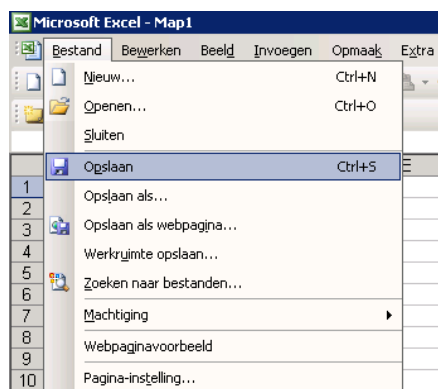 Microsoft Excel - Map1
Bestand Bewerken Beeld Invoegen Opmaak Extra
Nieuw... Ctrl+N
Openen... Ctrl+O
Sluiten
Opslaan Ctrl+S E
1 Opslaan als...
2
3 Opslaan als webpagina...
4 Werkruimte opslaan...
5 Zoeken naar bestanden...
6
7 Machtiging
8 Webpaginavoorbeeld
9
10 Pagina-instelling...